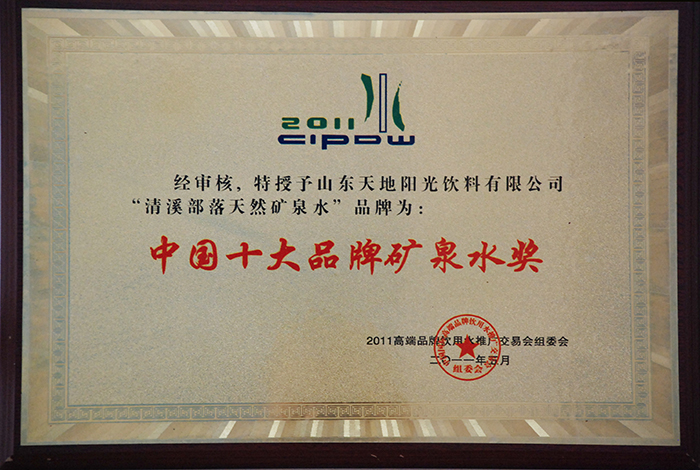 2011
CIPDW
经审核，特授予山东天地阳光饮料有限公司
“清溪部落天然矿泉水”品牌为：
中国十大品牌矿泉水奖
2011高端品牌饮用水推广交易会组委会
二〇一一年五月
组委会